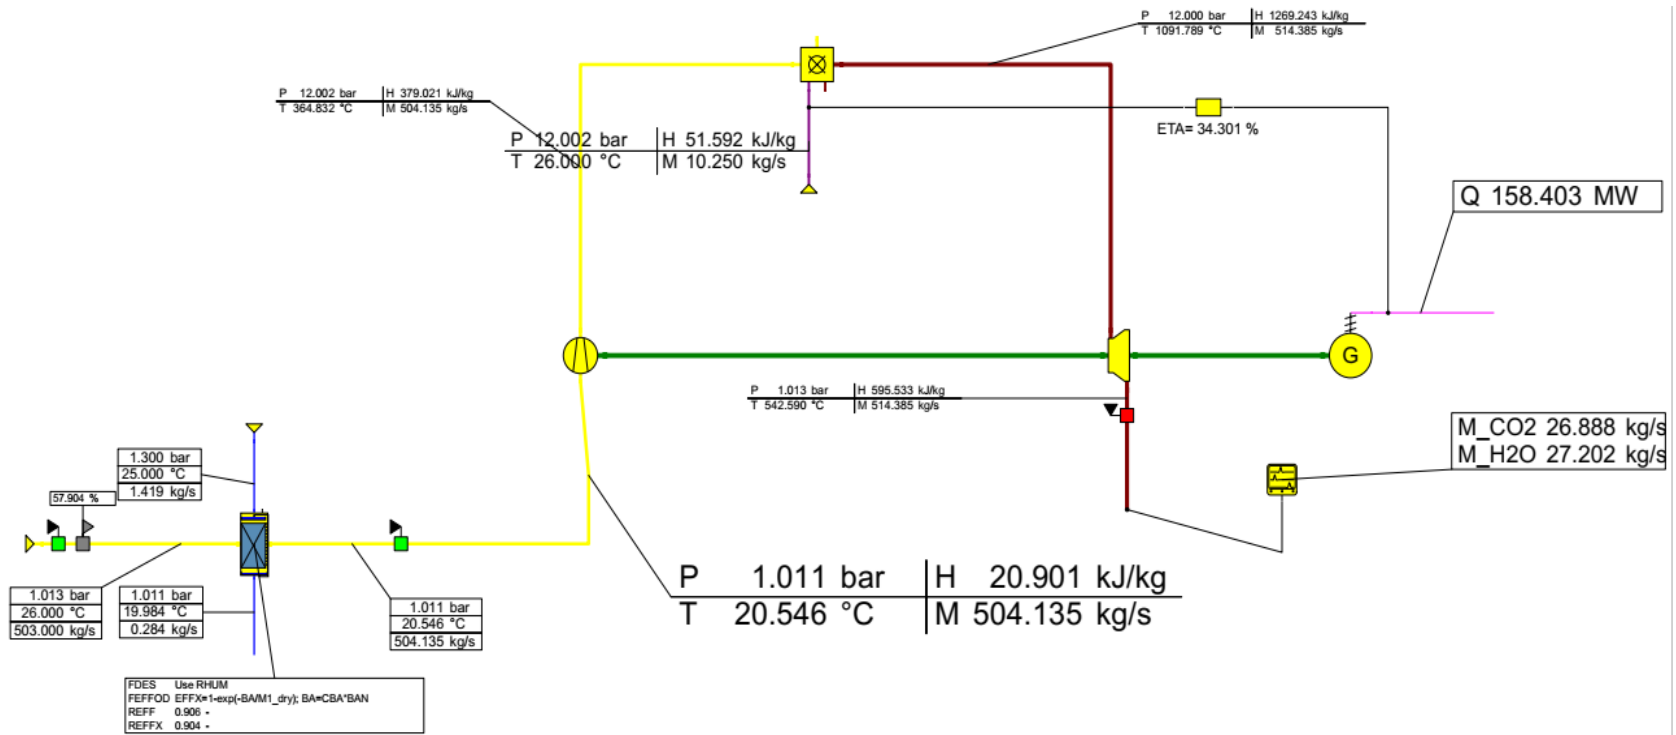 P 12.000 bar H 1269.243 kJ/kg
T 1091.789 °C M 514.385 kg/s
P 12.002 bar H 379.021 kJ/kg
T 364.832 °C M 504.135 kg/s
P 12.002 bar H 51.592 kJ/kg
T 26.000 °C M 10.250 kg/s
ETA= 34.301 %
Q 158.403 MW
G
P 1.013 bar H 595.533 kJ/kg
T 542.590 °C M 514.385 kg/s
M_CO2 26.888 kg/s
M_H2O 27.202 kg/s
1.300 bar
25.000 °C
1.419 kg/s
57.904 %
P 1.011 bar H 20.901 kJ/kg
T 20.546 °C M 504.135 kg/s
1.013 bar
26.000 °C
503.000 kg/s
1.011 bar
19.984 °C
0.284 kg/s
1.011 bar
20.546 °C
504.135 kg/s
FDES Use RHUM
FEFFOD EFFX=1-exp(-BA/M1_dry); BA=CBA*BAN
REFF 0.906 -
REFFX 0.904 -